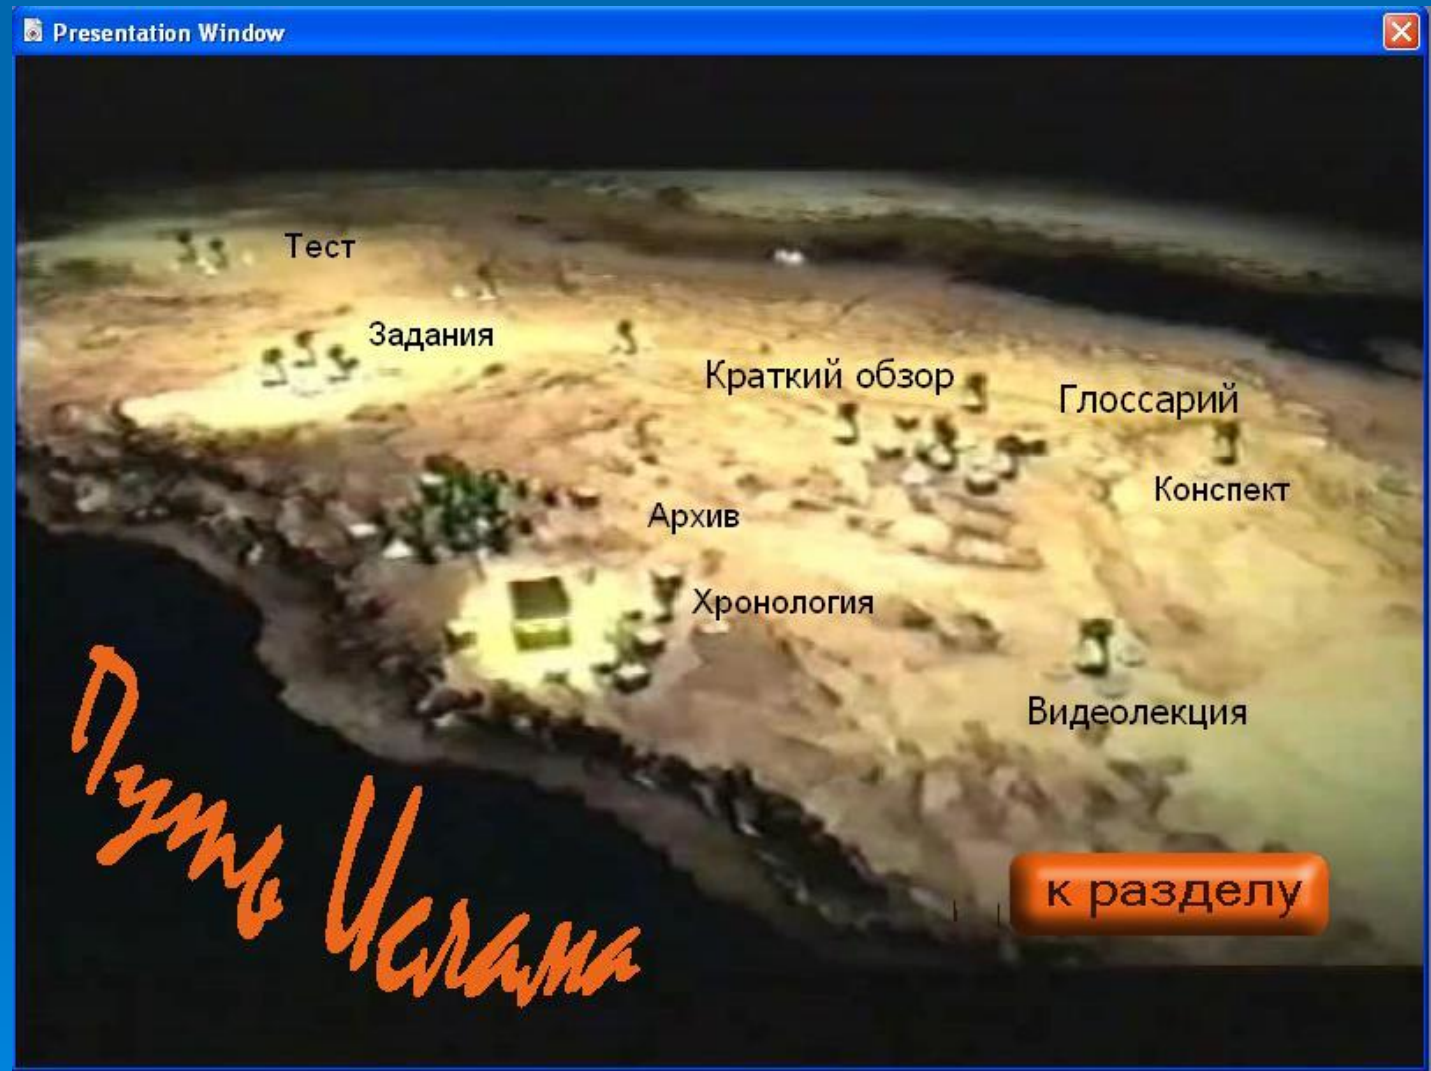 Presentation Window
Тест
Задания
Краткий обзор
Глоссарий
Конспект
Архив
Хронология
Видеолекция
Путь Ислама
к разделу